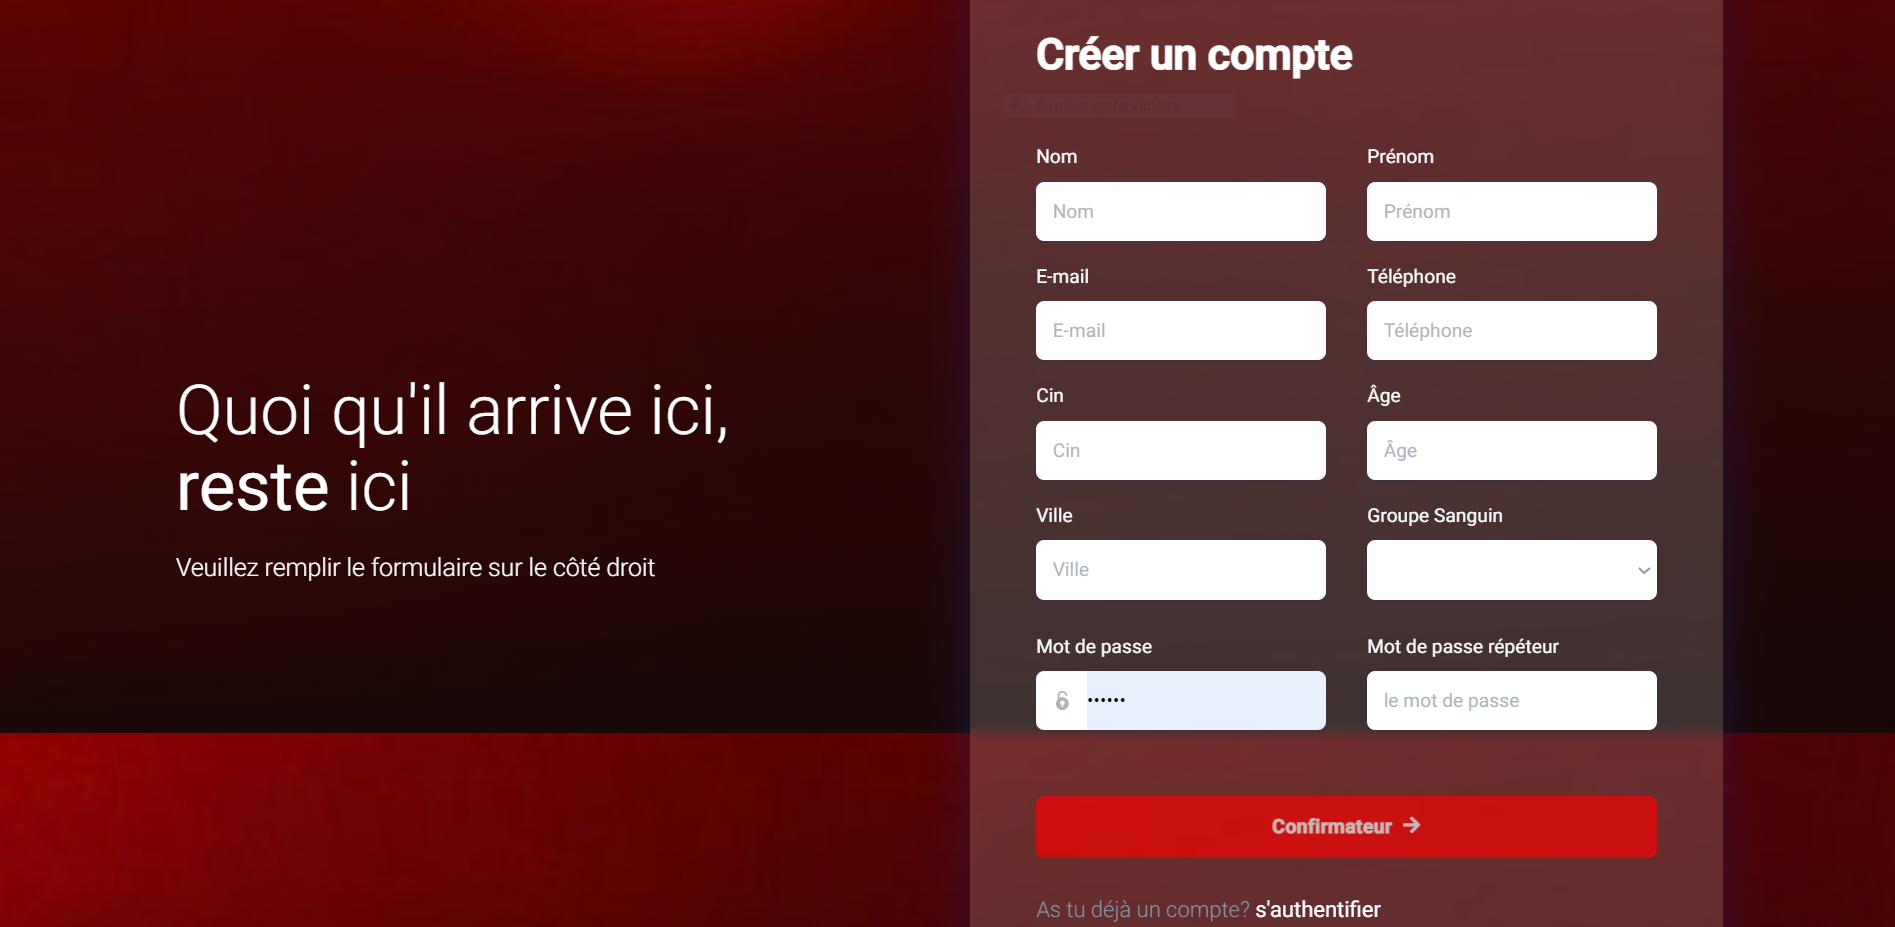 Quoi qu'il arrive ici,
reste ici
Veuillez remplir le formulaire sur le côté droit
Créer un compte
Capture rectangulaire
Nom
Prénom
Nom
Prénom
E-mail
Téléphone
E-mail
Téléphone
Cin
Âge
Cin
Âge
Ville
Groupe Sanguin
Ville
Mot de passe
Mot de passe répéteur
••••••
le mot de passe
Confirmateur →
As tu déjà un compte? s'authentifier